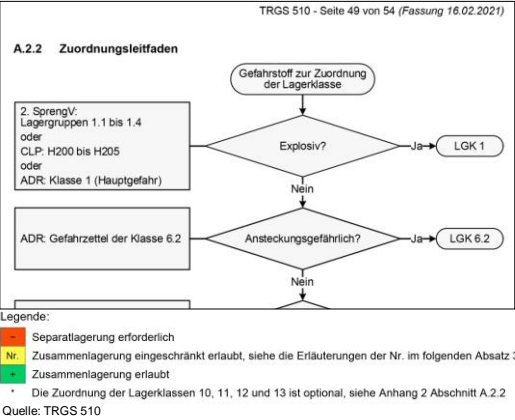 TRGS 510 - Seite 49 von 54 (Fassung 16.02.2021)
A.2.2 Zuordnungsleitfaden
Gefahrstoff zur Zuordnung
der Lagerklasse
2. SprengV:
Lagergruppen 1.1 bis 1.4
oder
CLP: H200 bis H205
oder
ADR: Klasse 1 (Hauptgefahr)
Explosiv?
Ja
LGK 1
Nein
ADR: Gefahrzettel der Klasse 6.2
Ansteckungsgefährlich?
Ja
LGK 6.2
Nein
Legende:
− Separatlagerung erforderlich
Nr. Zusammenlagerung eingeschränkt erlaubt, siehe die Erläuterungen der Nr. im folgenden Absatz 3
+ Zusammenlagerung erlaubt
* Die Zuordnung der Lagerklassen 10, 11, 12 und 13 ist optional, siehe Anhang 2 Abschnitt A.2.2
Quelle: TRGS 510